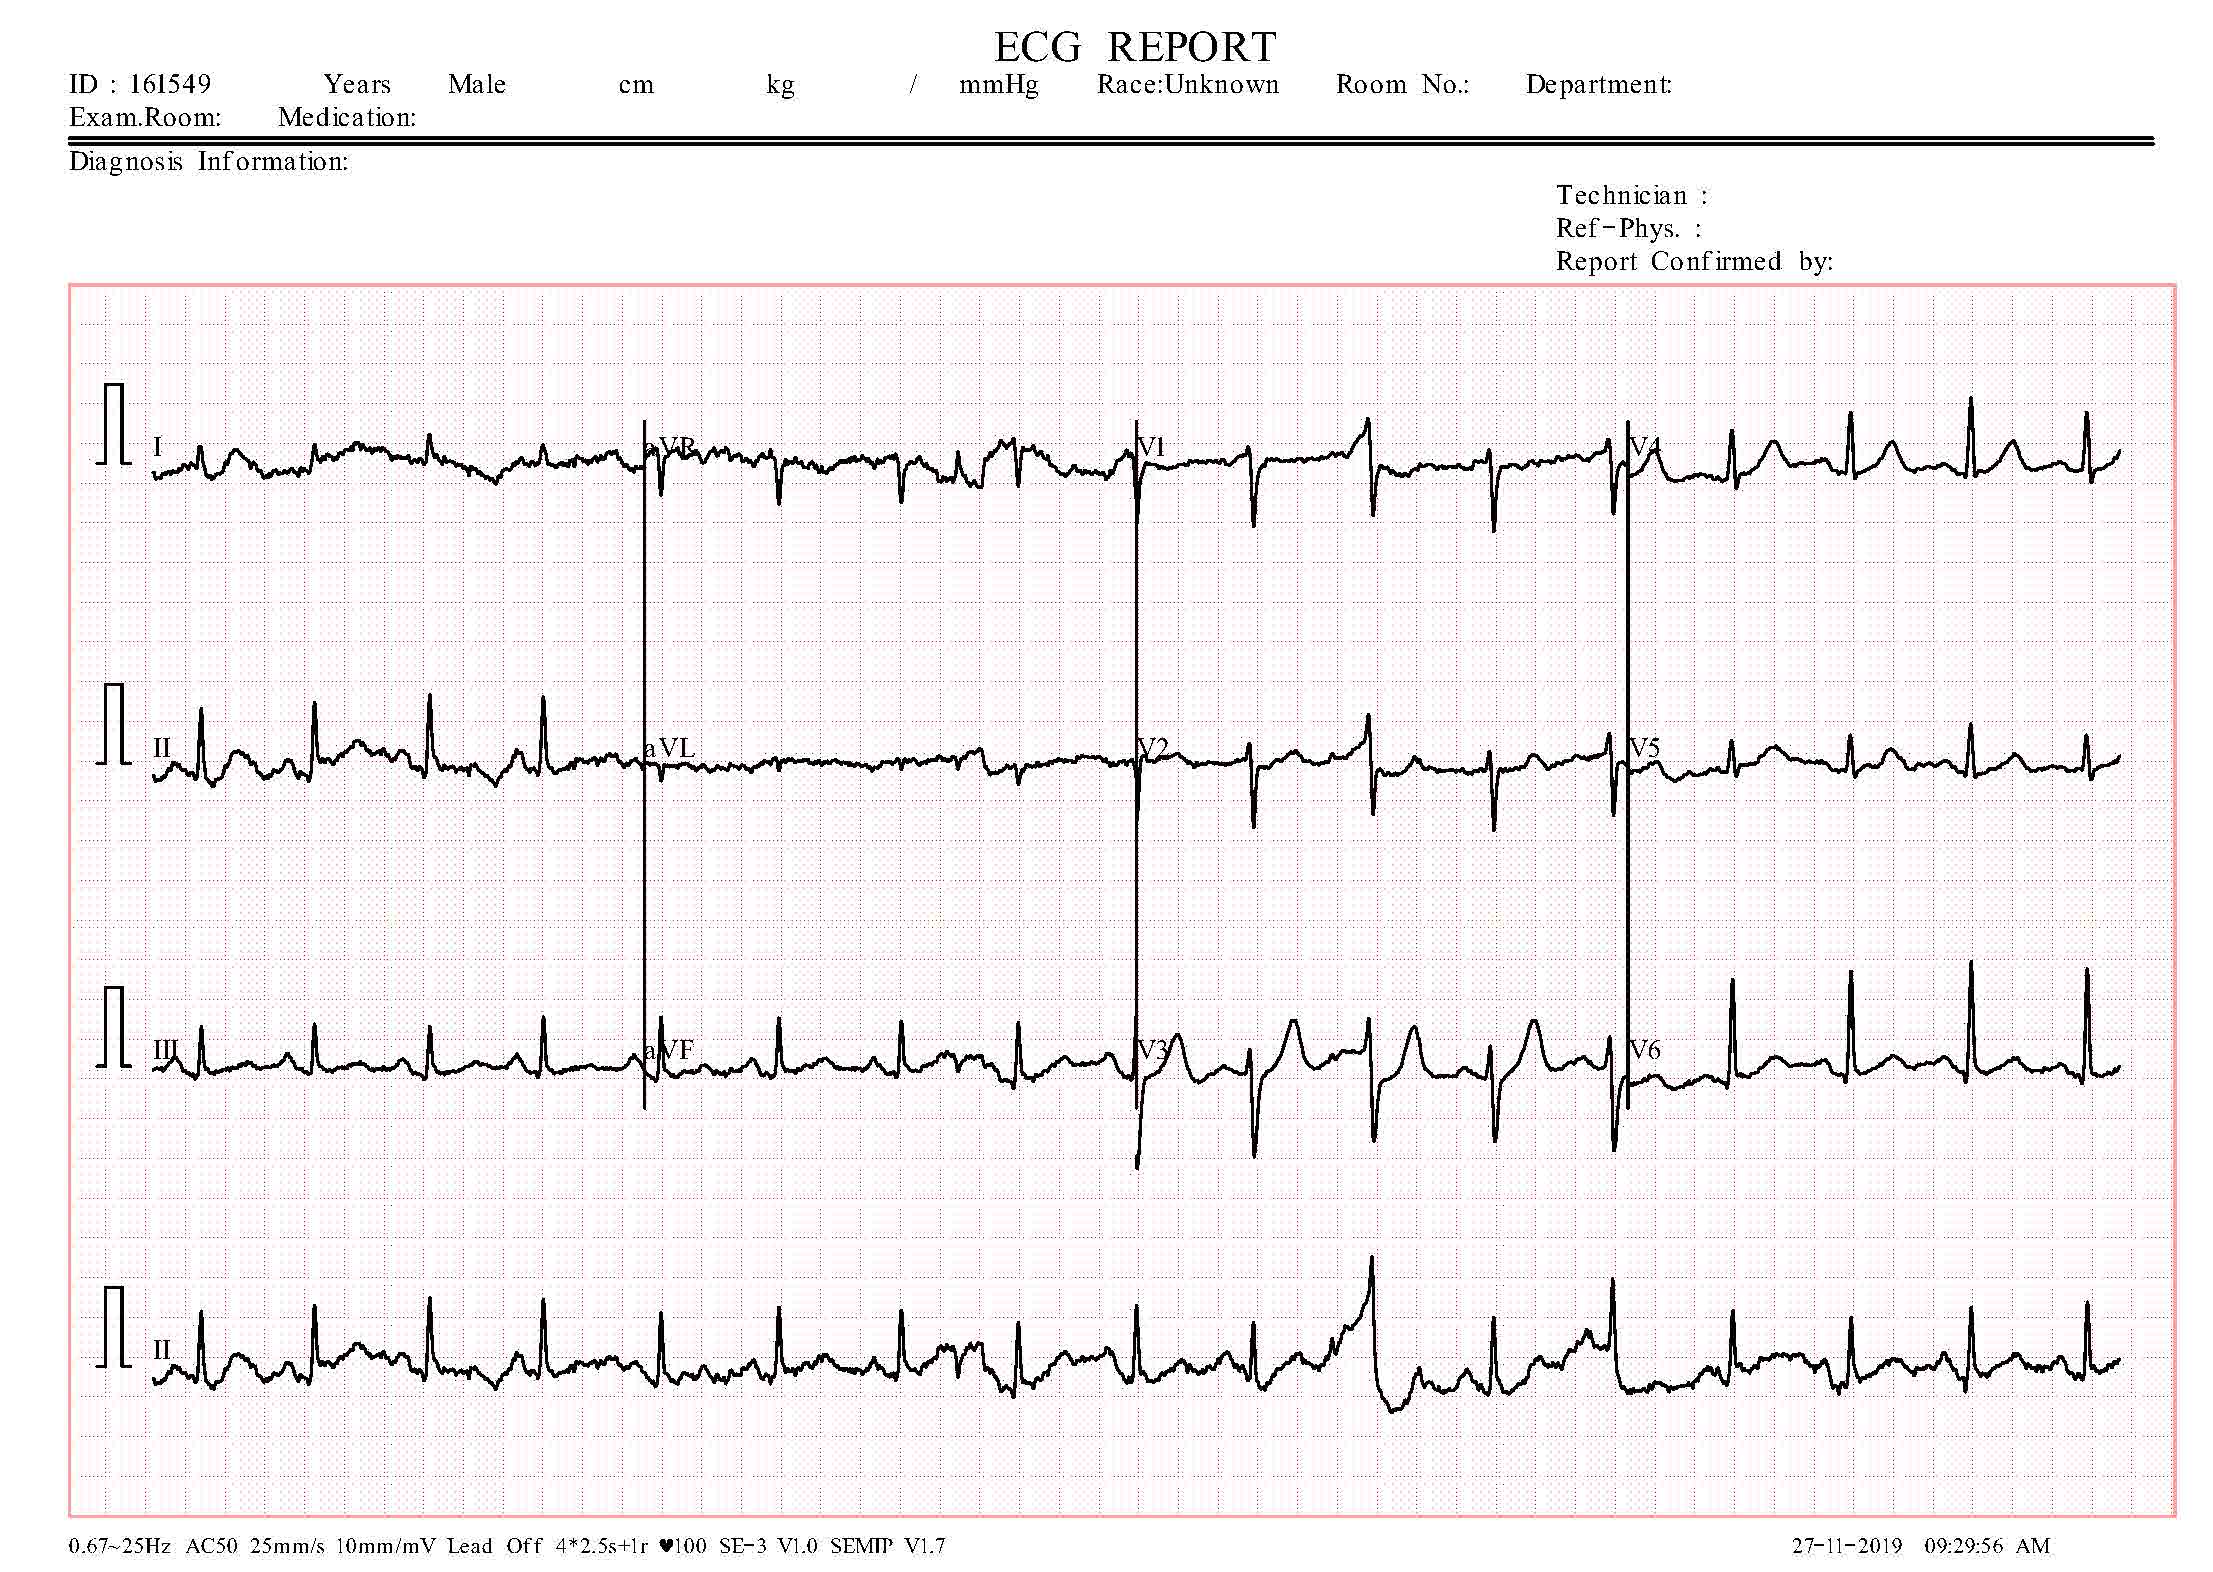 ECG REPORT
ID : 161549 Years Male cm kg / mmHg Race:Unknown Room No.: Department:
Exam.Room: Medication:
Diagnosis Information:
Technician :
Ref-Phys. :
Report Confirmed by:
I aVR V1 V4
II aVL V2 V5
III aVF V3 V6
II
0.67~25Hz AC50 25mm/s 10mm/mV Lead Off 4*2.5s+1r ♥100 SE-3 V1.0 SEMIP V1.7 27-11-2019 09:29:56 AM